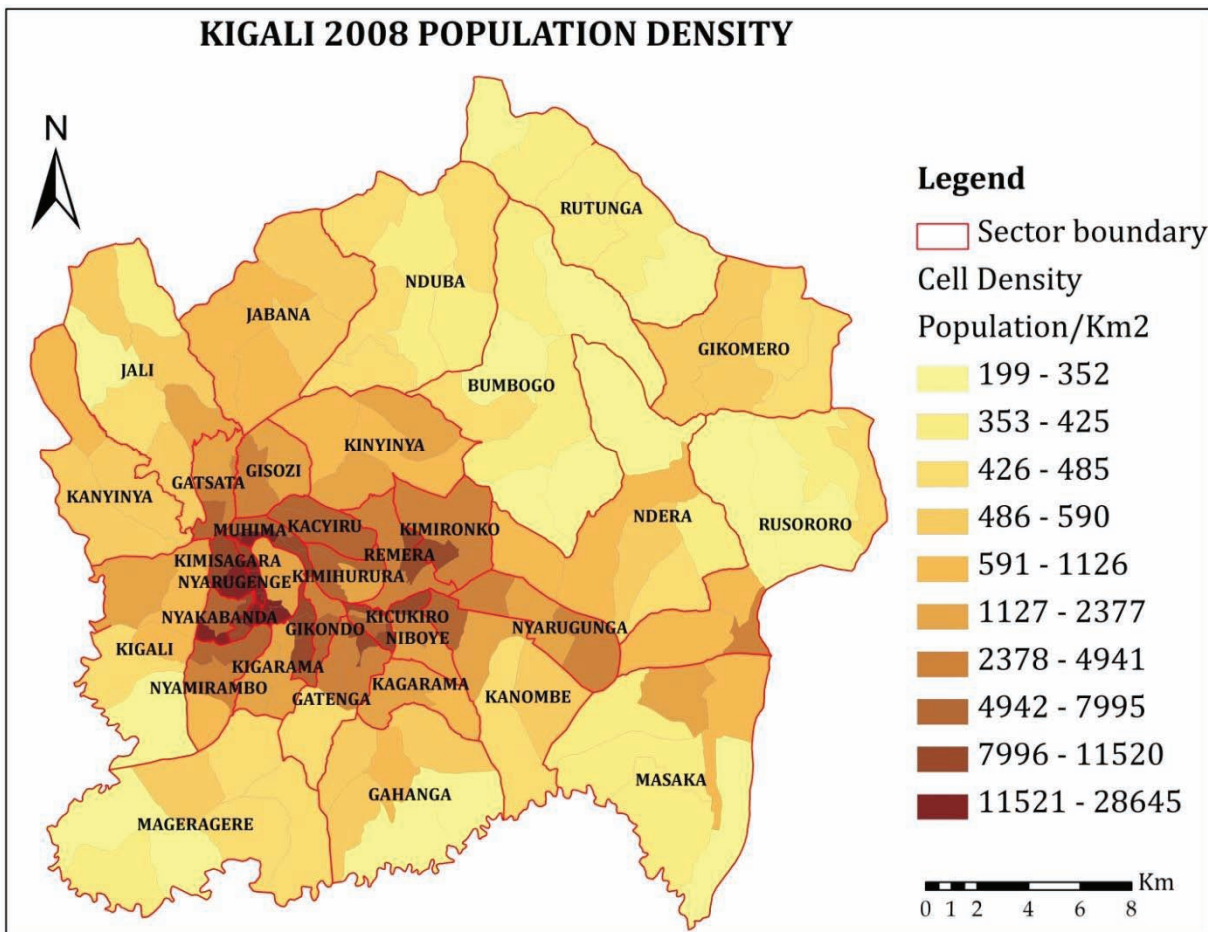 KIGALI 2008 POPULATION DENSITY
N
RUTUNGA
NDUBA
JABANA
GIKOMERO
JALI
BUMBOGO
KINYINYA
GISOZI
GATSATA
KANYINYA
NDERA
RUSORORO
MUHIMA
KACYIRU
KIMIRONKO
REMERA
KIMISAGARA
NYARUGENGE
KIMIHURURA
NYAKABANDA
KICUKIRO
GIKONDO
NIBOYE
NYARUGUNGA
KIGALI
KIGARAMA
NYAMIRAMBO
KAGARAMA
GATENGA
KANOMBE
MASAKA
GAHANGA
MAGERAGERE
Legend
Sector boundary
Cell Density
Population/Km2
199 - 352
353 - 425
426 - 485
486 - 590
591 - 1126
1127 - 2377
2378 - 4941
4942 - 7995
7996 - 11520
11521 - 28645
Km
0 1 2 4 6 8